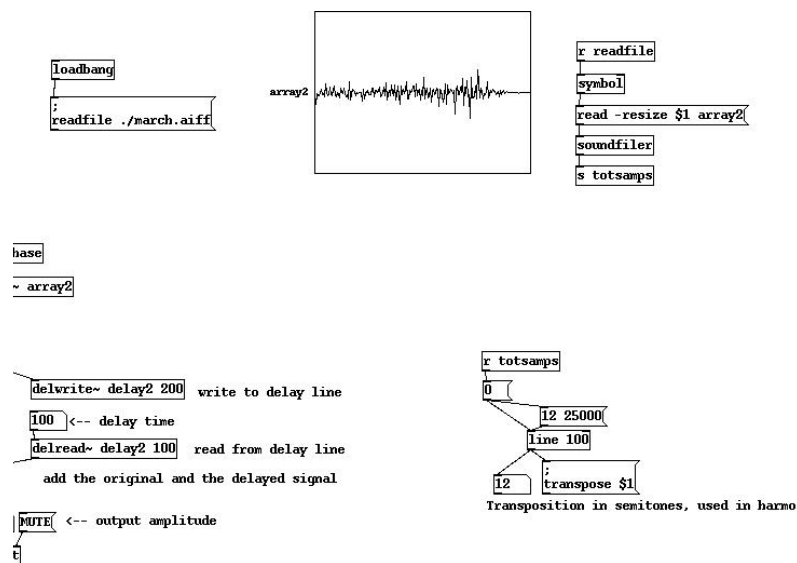 loadbang
;
readfile ./march.aiff
array2
r readfile
symbol
read -resize $1 array2
soundfiler
s totsamps
hase
~ array2
delwrite~ delay2 200 write to delay line
100 <-- delay time
delread~ delay2 100 read from delay line
add the original and the delayed signal
MUTE <-- output amplitude
t
r totsamps
0
12 25000
line 100
12
;
transpose $1
Transposition in semitones, used in harmo